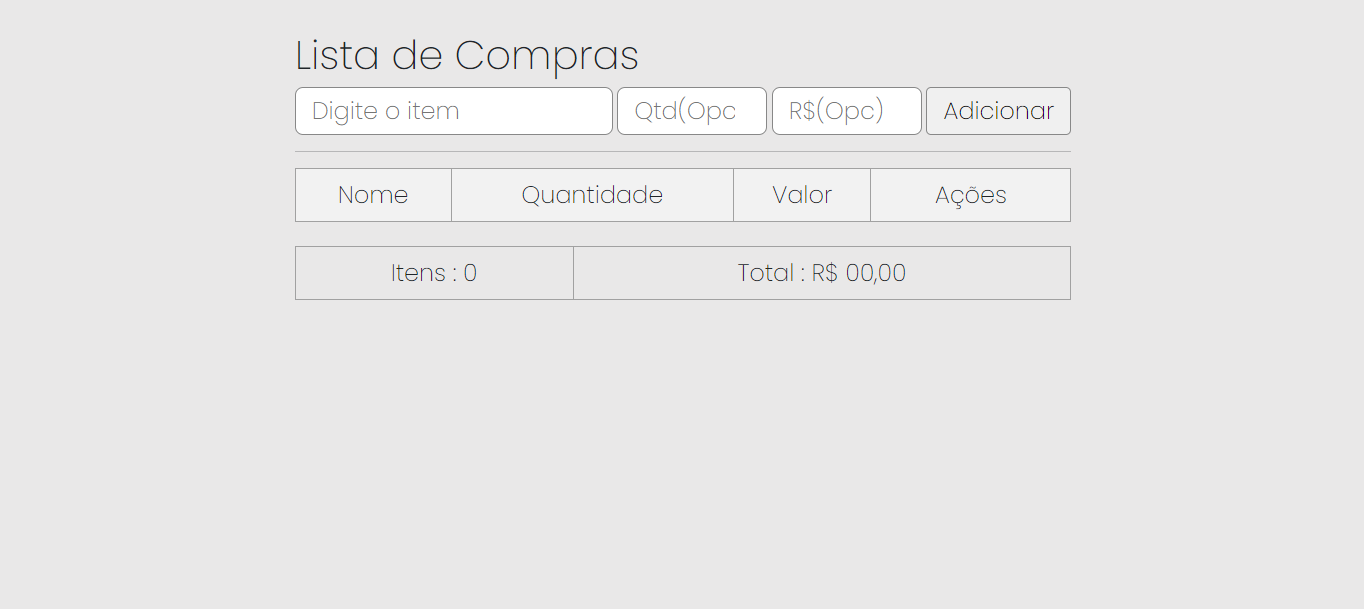 Lista de Compras
Digite o item Qtd(Opc R$(Opc) Adicionar
Nome Quantidade Valor Ações
Itens : 0 Total : R$ 00,00